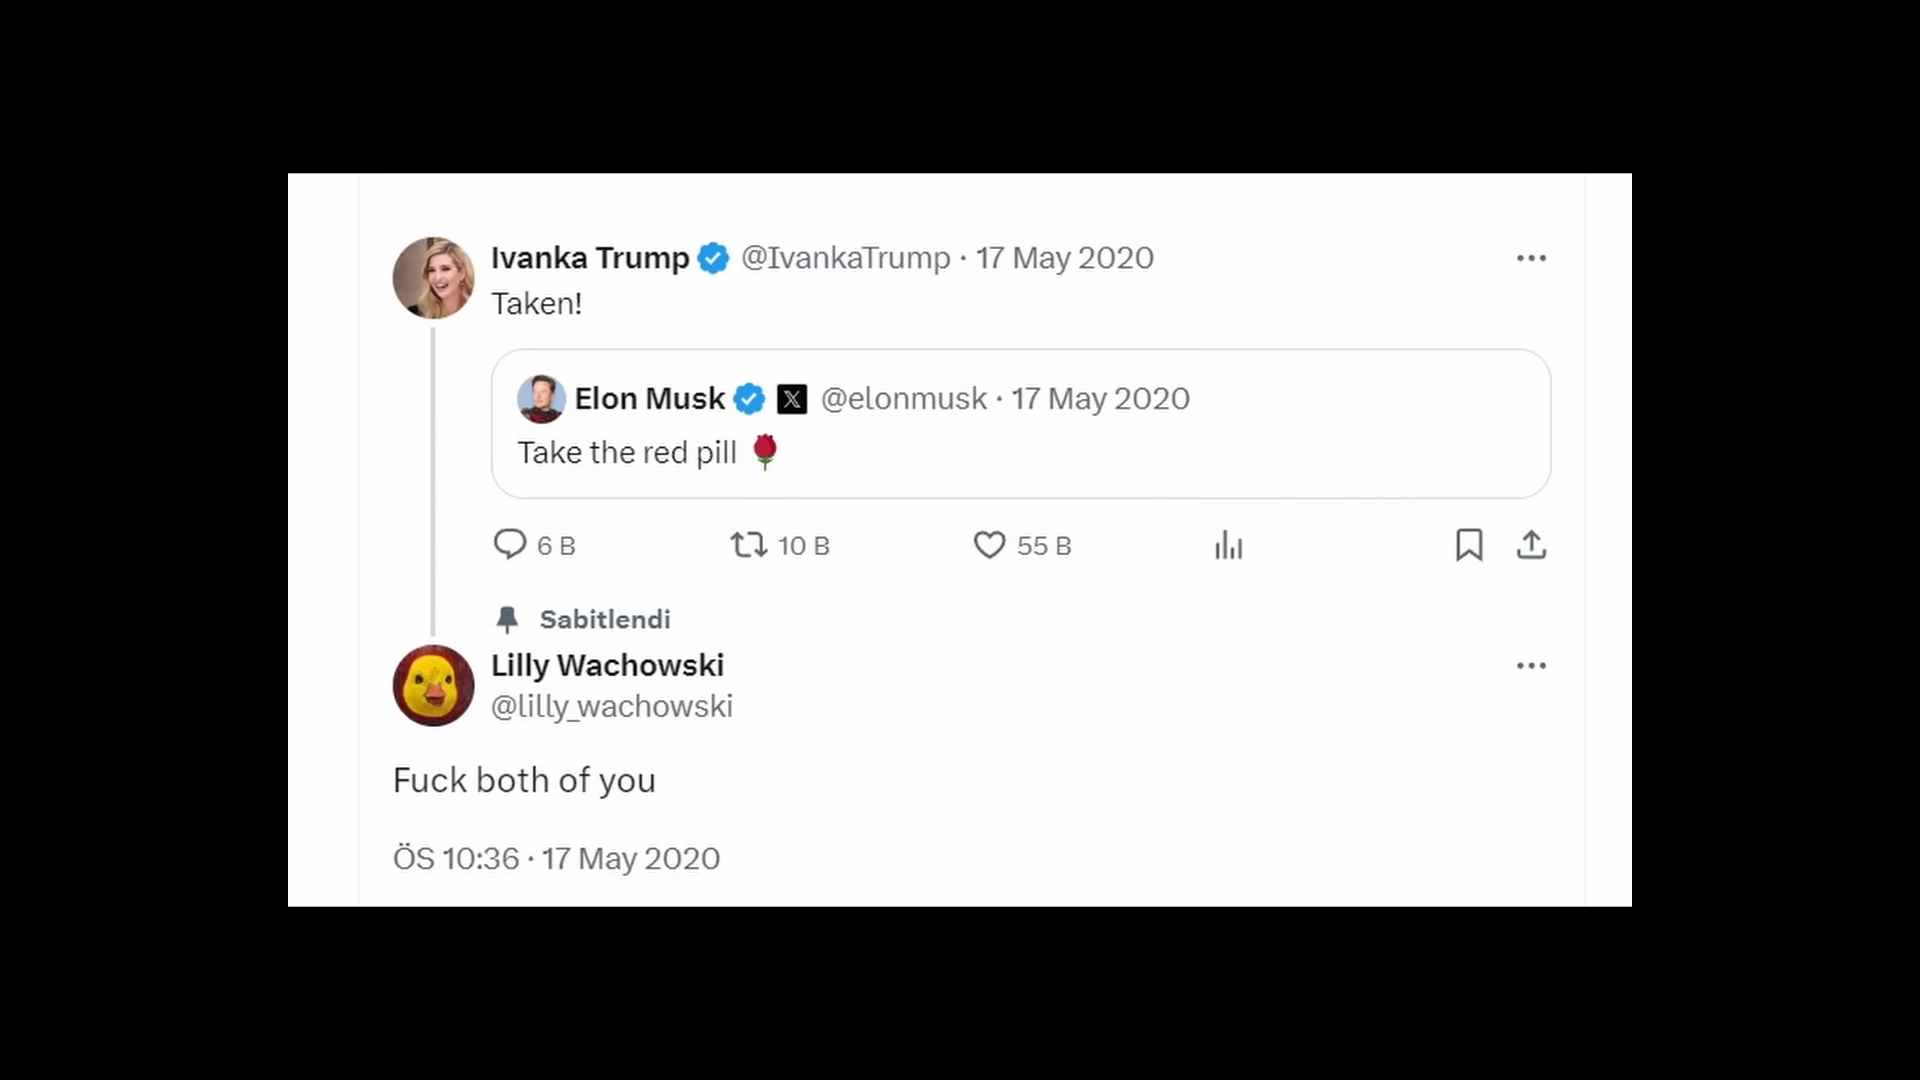 Ivanka Trump @IvankaTrump · 17 May 2020
Taken!
Elon Musk X @elonmusk · 17 May 2020
Take the red pill 🌹
6 B 10 B 55 B
Sabitlendi
Lilly Wachowski
@lilly_wachowski
Fuck both of you
ÖS 10:36 · 17 May 2020